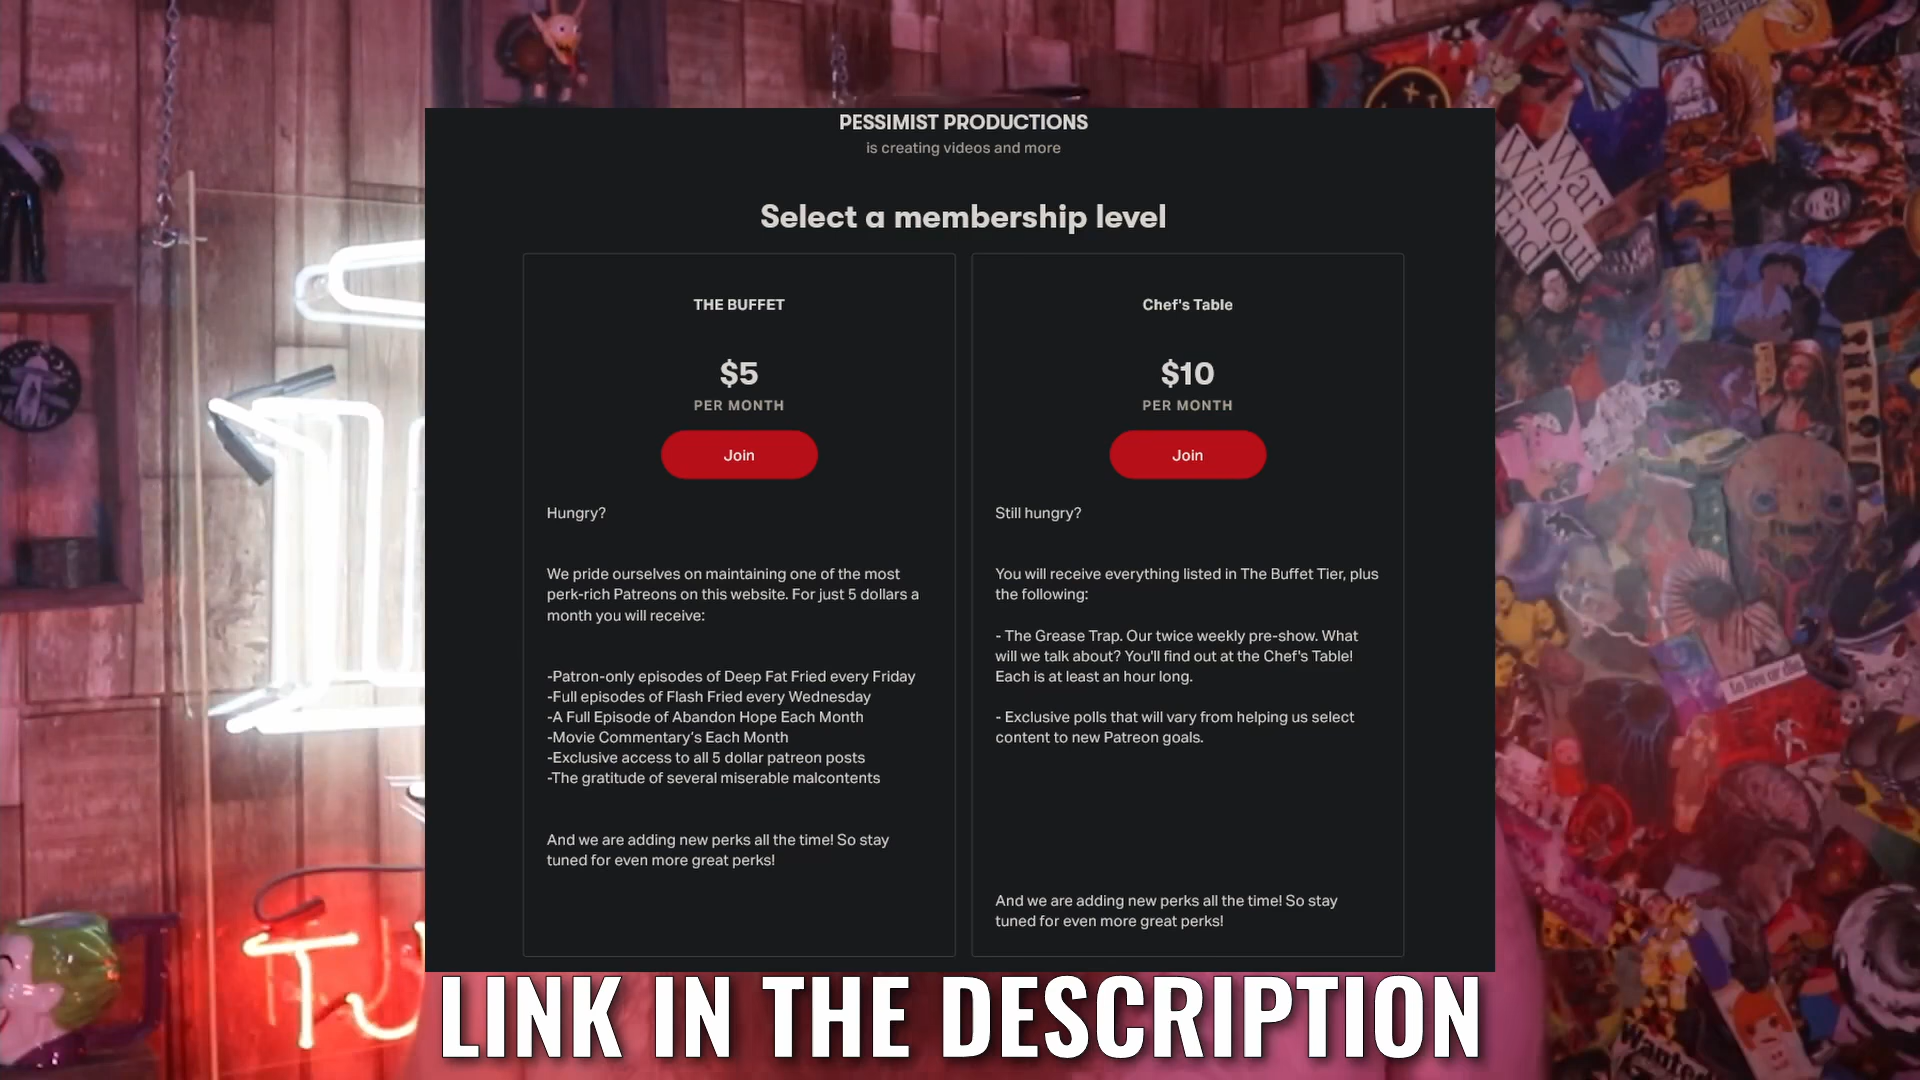 PESSIMIST PRODUCTIONS
is creating videos and more
Select a membership level
THE BUFFET
$5
PER MONTH
Join
Hungry?
We pride ourselves on maintaining one of the most
perk-rich Patreons on this website. For just 5 dollars a
month you will receive:
-Patron-only episodes of Deep Fat Fried every Friday
-Full episodes of Flash Fried every Wednesday
-A Full Episode of Abandon Hope Each Month
-Movie Commentary's Each Month
-Exclusive access to all 5 dollar patreon posts
-The gratitude of several miserable malcontents
And we are adding new perks all the time! So stay
tuned for even more great perks!
Chef's Table
$10
PER MONTH
Join
Still hungry?
You will receive everything listed in The Buffet Tier, plus
the following:
- The Grease Trap. Our twice weekly pre-show. What
will we talk about? You'll find out at the Chef's Table!
Each is at least an hour long.
- Exclusive polls that will vary from helping us select
content to new Patreon goals.
And we are adding new perks all the time! So stay
tuned for even more great perks!
War
Without
End
to live or die
Wanted
LINK IN THE DESCRIPTION